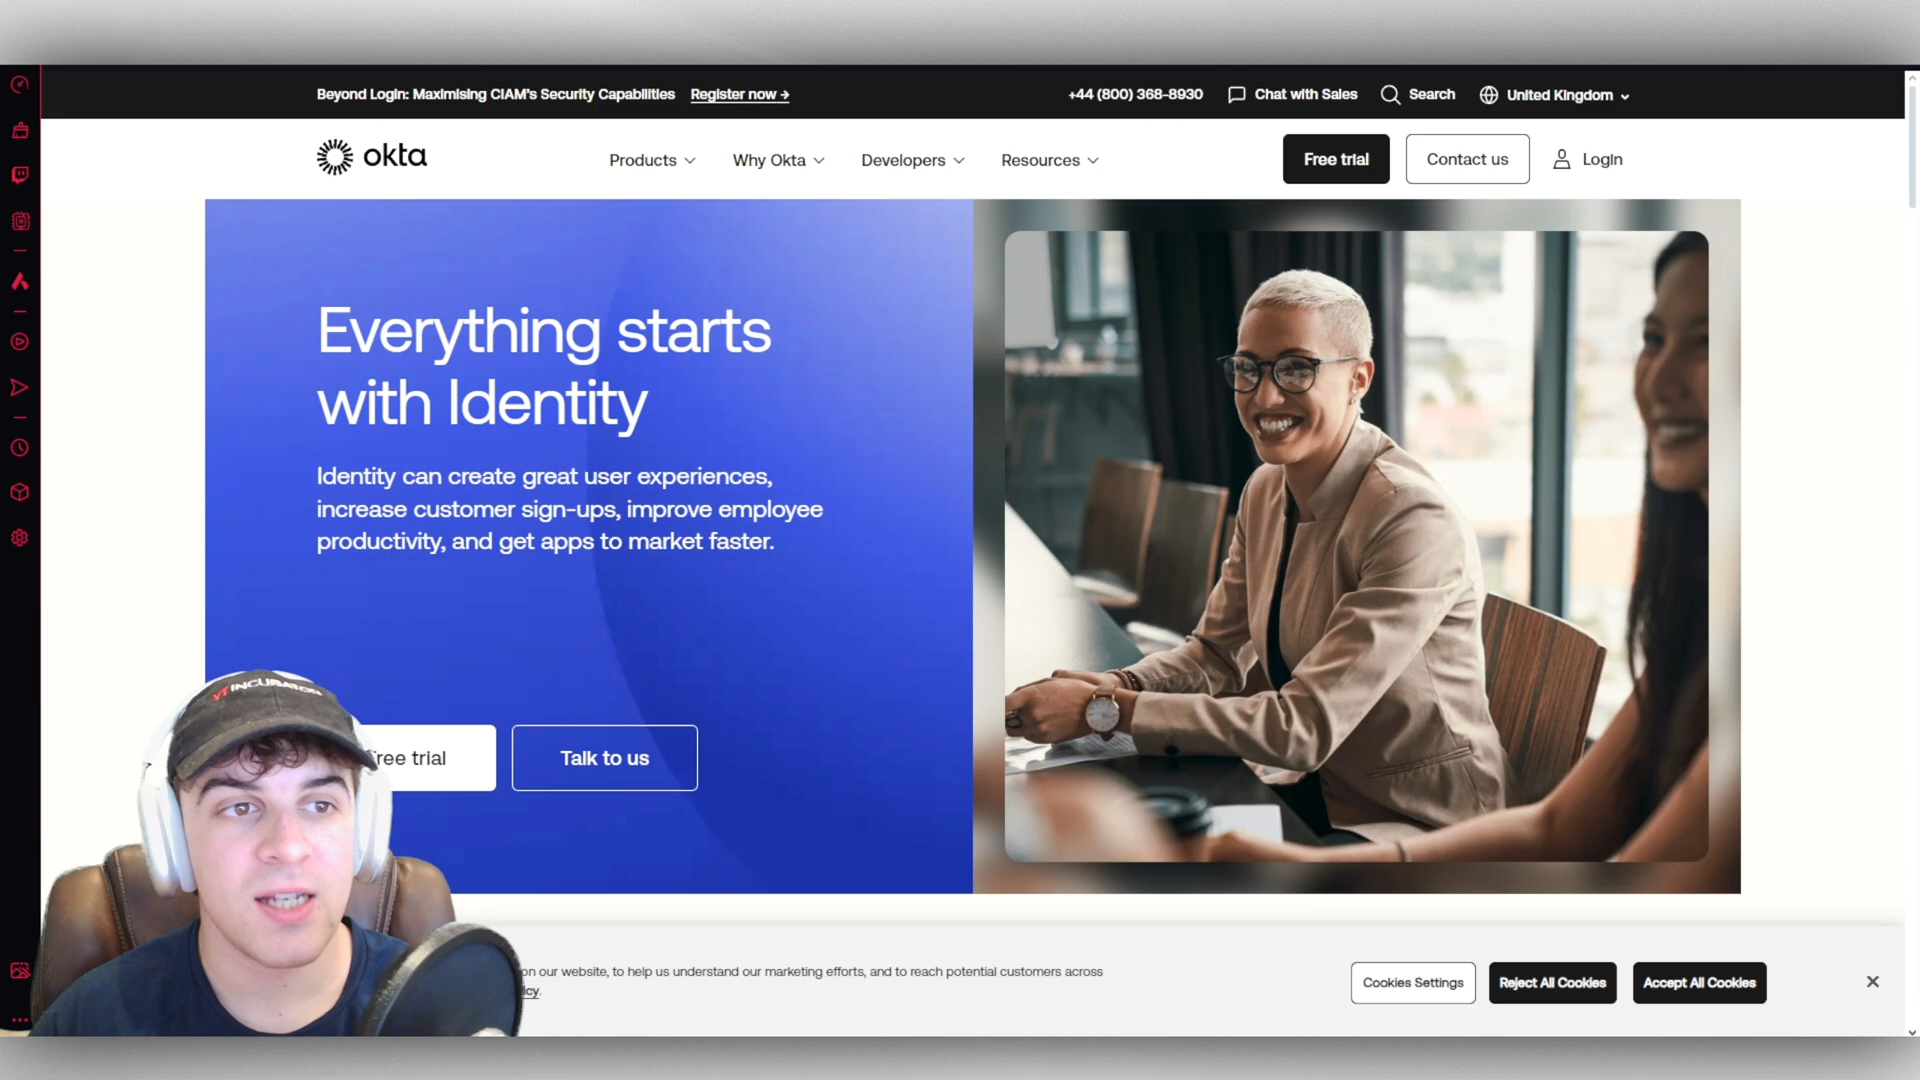 Beyond Login: Maximising CIAM's Security Capabilities Register now →
+44 (800) 368-8930 Chat with Sales Search United Kingdom
okta
Products Why Okta Developers Resources
Free trial Contact us Login
Everything starts
with Identity
Identity can create great user experiences,
increase customer sign-ups, improve employee
productivity, and get apps to market faster.
YT INCUBATOR
ree trial
Talk to us
on our website, to help us understand our marketing efforts, and to reach potential customers across
icy.
Cookies Settings Reject All Cookies Accept All Cookies